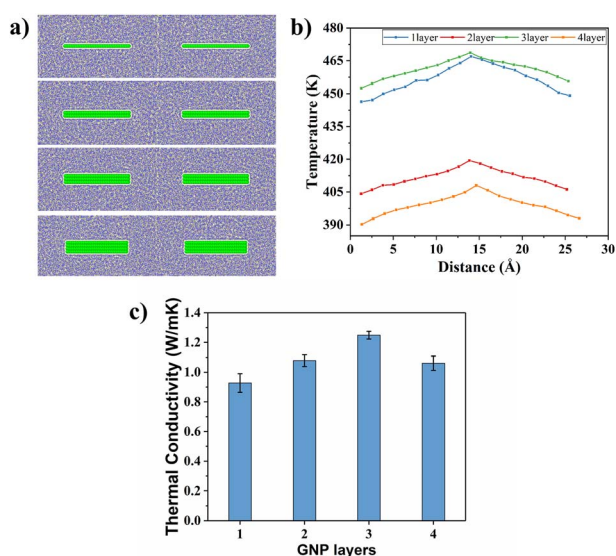 a)
b)
480
465
450
435
420
405
390
Temperature (K)
1layer 2layer 3layer 4layer
0 5 10 15 20 25 30
Distance (Å)
c)
1.4
1.2
1.0
0.8
0.6
0.4
0.2
0.0
Thermal Conductivity (W/mK)
1 2 3 4
GNP layers